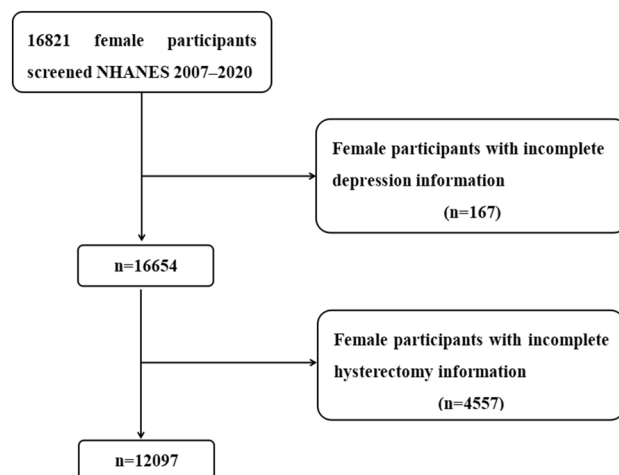 16821 female participants
screened NHANES 2007–2020
Female participants with incomplete
depression information
(n=167)
n=16654
Female participants with incomplete
hysterectomy information
(n=4557)
n=12097